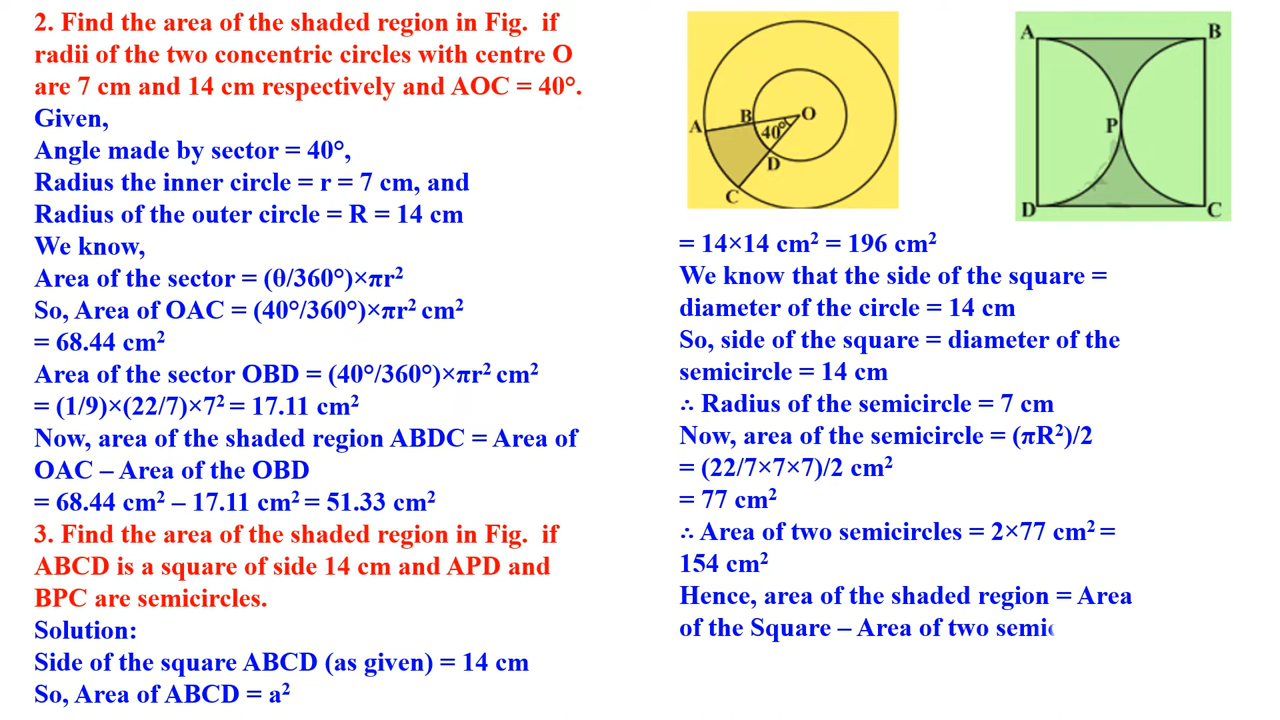 2. Find the area of the shaded region in Fig. if
radii of the two concentric circles with centre O
are 7 cm and 14 cm respectively and AOC = 40°.
Given,
Angle made by sector = 40°,
Radius the inner circle = r = 7 cm, and
Radius of the outer circle = R = 14 cm
We know,
Area of the sector = (θ/360°)×πr²
So, Area of OAC = (40°/360°)×πr² cm²
= 68.44 cm²
Area of the sector OBD = (40°/360°)×πr² cm²
= (1/9)×(22/7)×7² = 17.11 cm²
Now, area of the shaded region ABDC = Area of
OAC – Area of the OBD
= 68.44 cm² – 17.11 cm² = 51.33 cm²
3. Find the area of the shaded region in Fig. if
ABCD is a square of side 14 cm and APD and
BPC are semicircles.
Solution:
Side of the square ABCD (as given) = 14 cm
So, Area of ABCD = a²
O
B
A
40°
D
C
A
B
P
D
C
= 14×14 cm² = 196 cm²
We know that the side of the square =
diameter of the circle = 14 cm
So, side of the square = diameter of the
semicircle = 14 cm
∴ Radius of the semicircle = 7 cm
Now, area of the semicircle = (πR²)/2
= (22/7×7×7)/2 cm²
= 77 cm²
∴ Area of two semicircles = 2×77 cm² =
154 cm²
Hence, area of the shaded region = Area
of the Square – Area of two semi